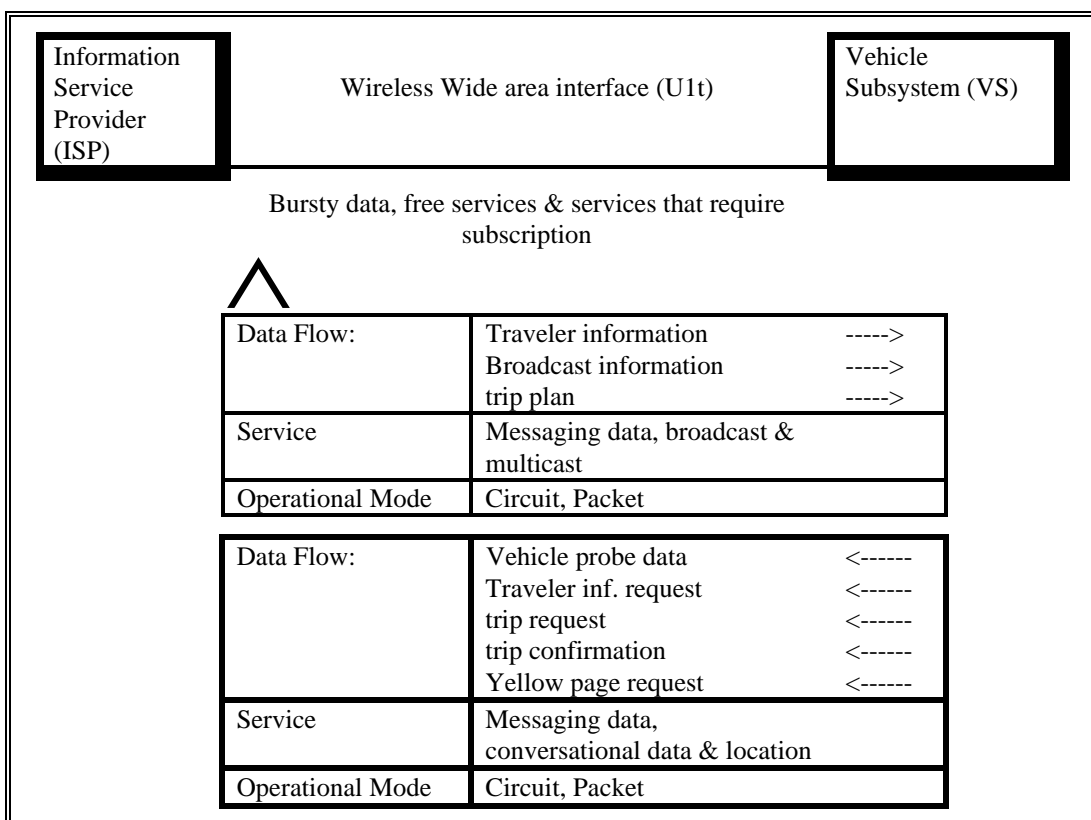 Information
Service
Provider
(ISP)
Wireless Wide area interface (U1t)
Vehicle
Subsystem (VS)
Bursty data, free services & services that require
subscription
Data Flow: Traveler information ----->
Broadcast information ----->
trip plan ----->
Service Messaging data, broadcast &
multicast
Operational Mode Circuit, Packet
Data Flow: Vehicle probe data <------
Traveler inf. request <------
trip request <------
trip confirmation <------
Yellow page request <------
Service Messaging data,
conversational data & location
Operational Mode Circuit, Packet